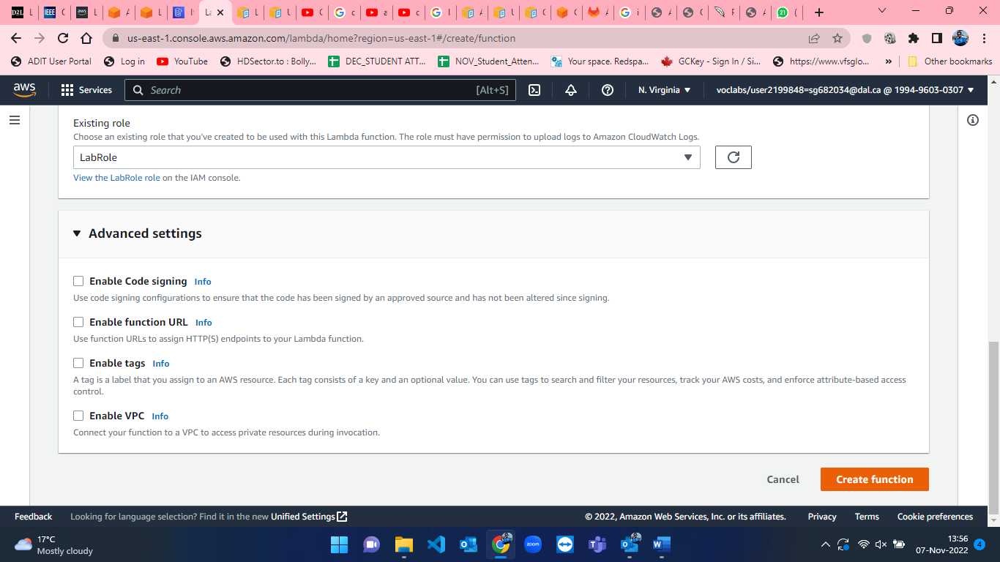 D2L
IEEE
aws
us-east-1.console.aws.amazon.com/lambda/home?region=us-east-1#/create/function
ADIT User Portal
Log in
YouTube
HDSector.to : Bolly...
DEC_STUDENT ATT...
NOV_Student_Atten...
Your space. Redspa...
GCKey - Sign In / Si...
https://www.vfsglo...
»
Other bookmarks
aws
Services
Search
[Alt+S]
N. Virginia
voclabs/user2199848=sg682034@dal.ca @ 1994-9603-0307
Existing role
Choose an existing role that you've created to be used with this Lambda function. The role must have permission to upload logs to Amazon CloudWatch Logs.
LabRole
View the LabRole role on the IAM console.
Advanced settings
Enable Code signing Info
Use code signing configurations to ensure that the code has been signed by an approved source and has not been altered since signing.
Enable function URL Info
Use function URLs to assign HTTP(S) endpoints to your Lambda function.
Enable tags Info
A tag is a label that you assign to an AWS resource. Each tag consists of a key and an optional value. You can use tags to search and filter your resources, track your AWS costs, and enforce attribute-based access
control.
Enable VPC Info
Connect your function to a VPC to access private resources during invocation.
Cancel
Create function
Feedback
Looking for language selection? Find it in the new Unified Settings
© 2022, Amazon Web Services, Inc. or its affiliates.
Privacy
Terms
Cookie preferences
17°C
Mostly cloudy
zoom
13:56
07-Nov-2022
4